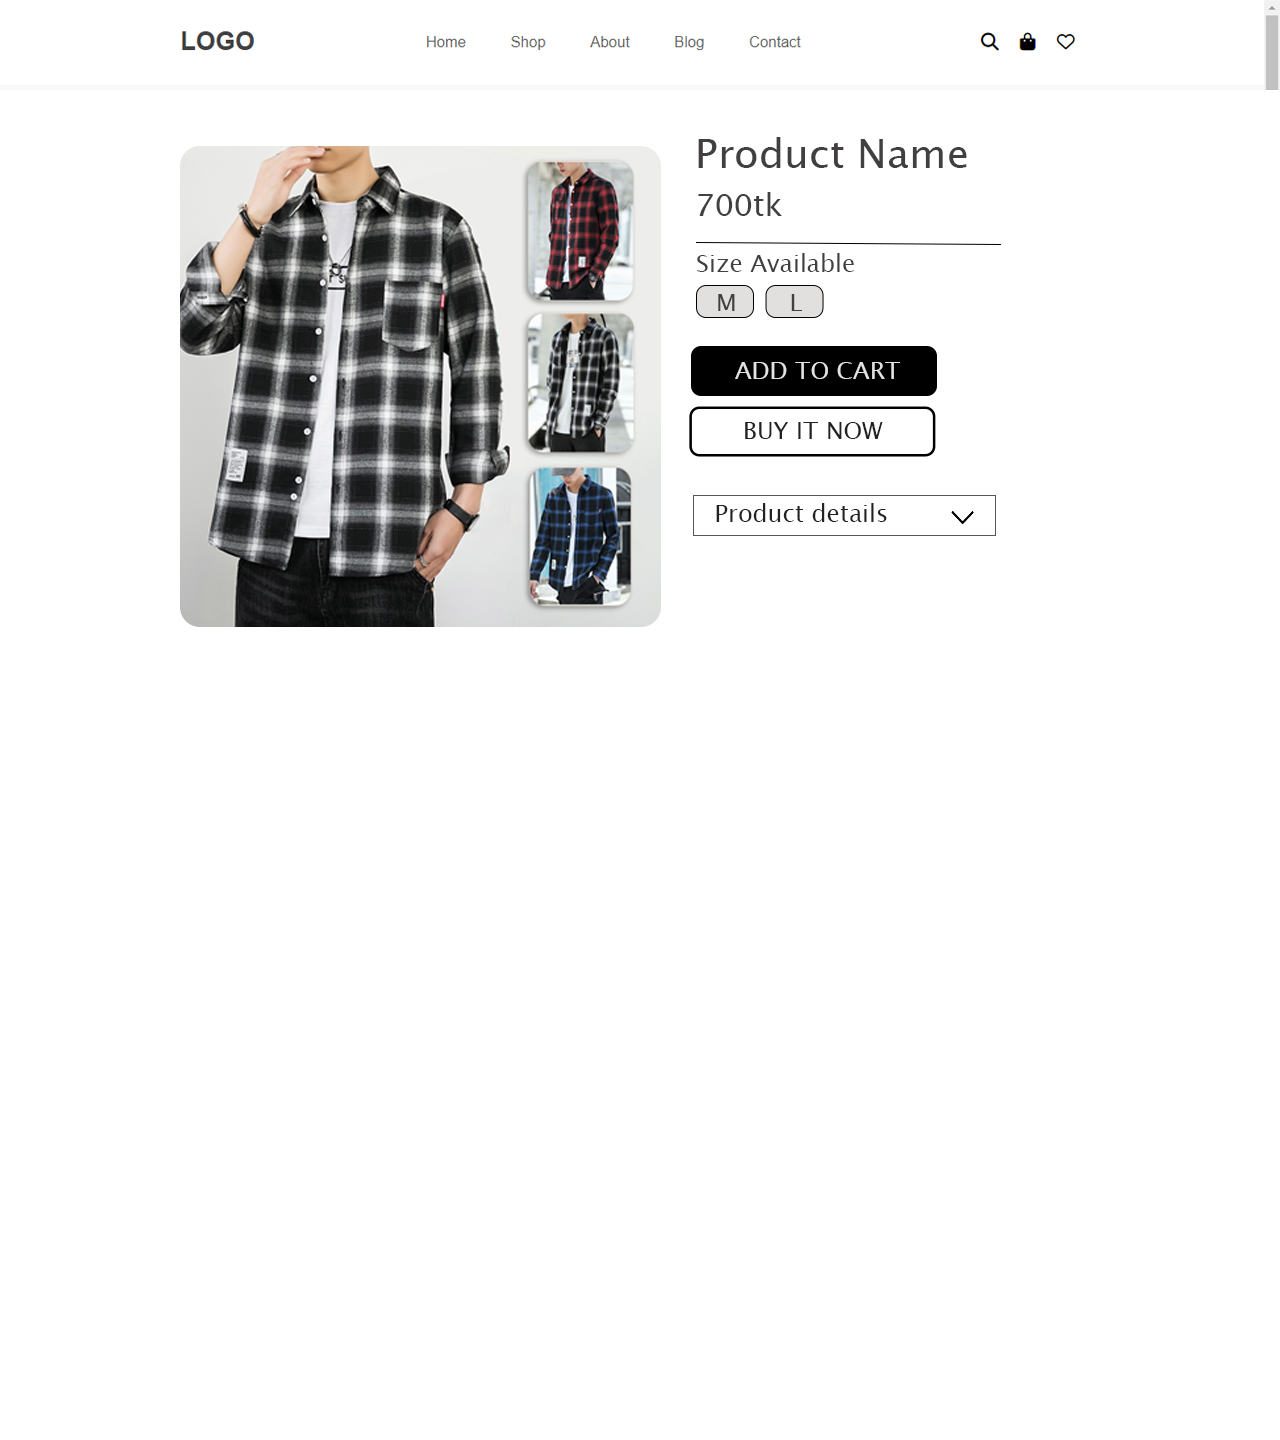 LOGO
Home Shop About Blog Contact
Product Name
700tk
Size Available
M L
ADD TO CART
BUY IT NOW
Product details